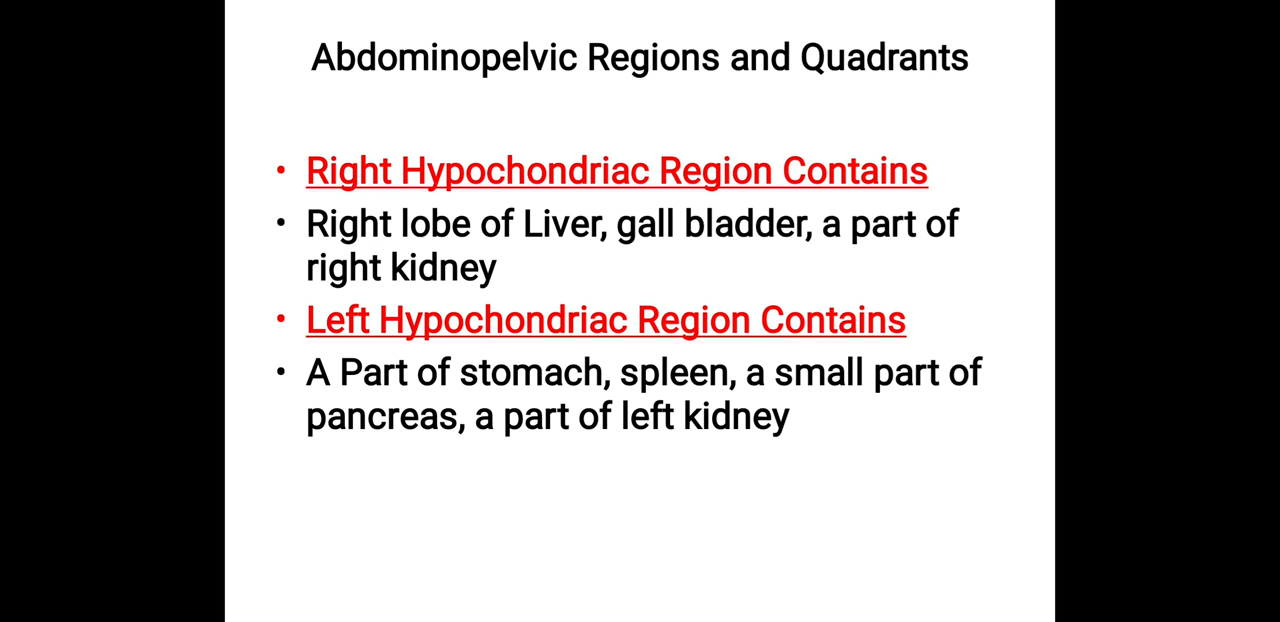 Abdominopelvic Regions and Quadrants
• Right Hypochondriac Region Contains
• Right lobe of Liver, gall bladder, a part of
right kidney
• Left Hypochondriac Region Contains
• A Part of stomach, spleen, a small part of
pancreas, a part of left kidney